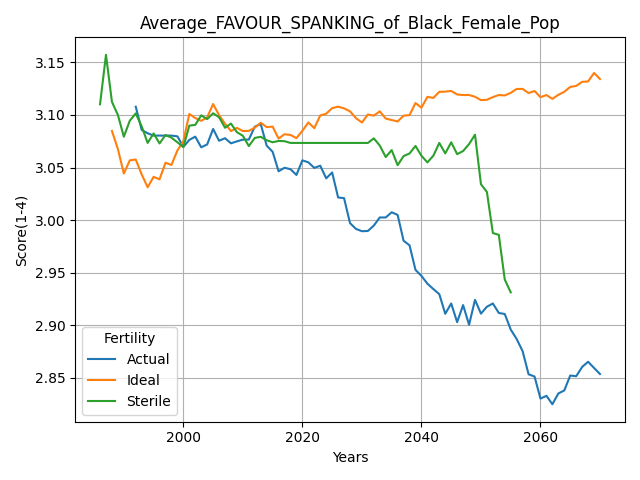 Average_FAVOUR_SPANKING_of_Black_Female_Pop
Score(1-4)
3.15
3.10
3.05
3.00
2.95
2.90
2.85
Fertility
Actual
Ideal
Sterile
2000
2020
2040
2060
Years